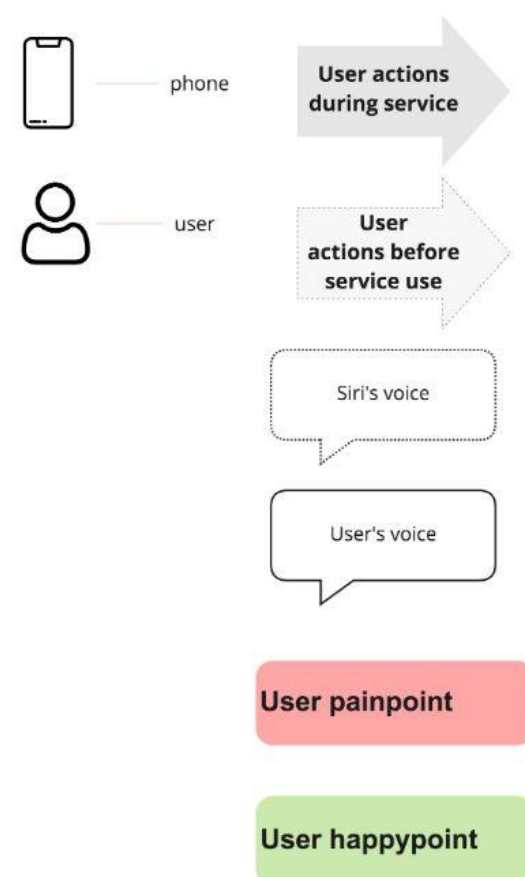 phone
User actions
during service
user
User
actions before
service use
Siri's voice
User's voice
User painpoint
User happypoint